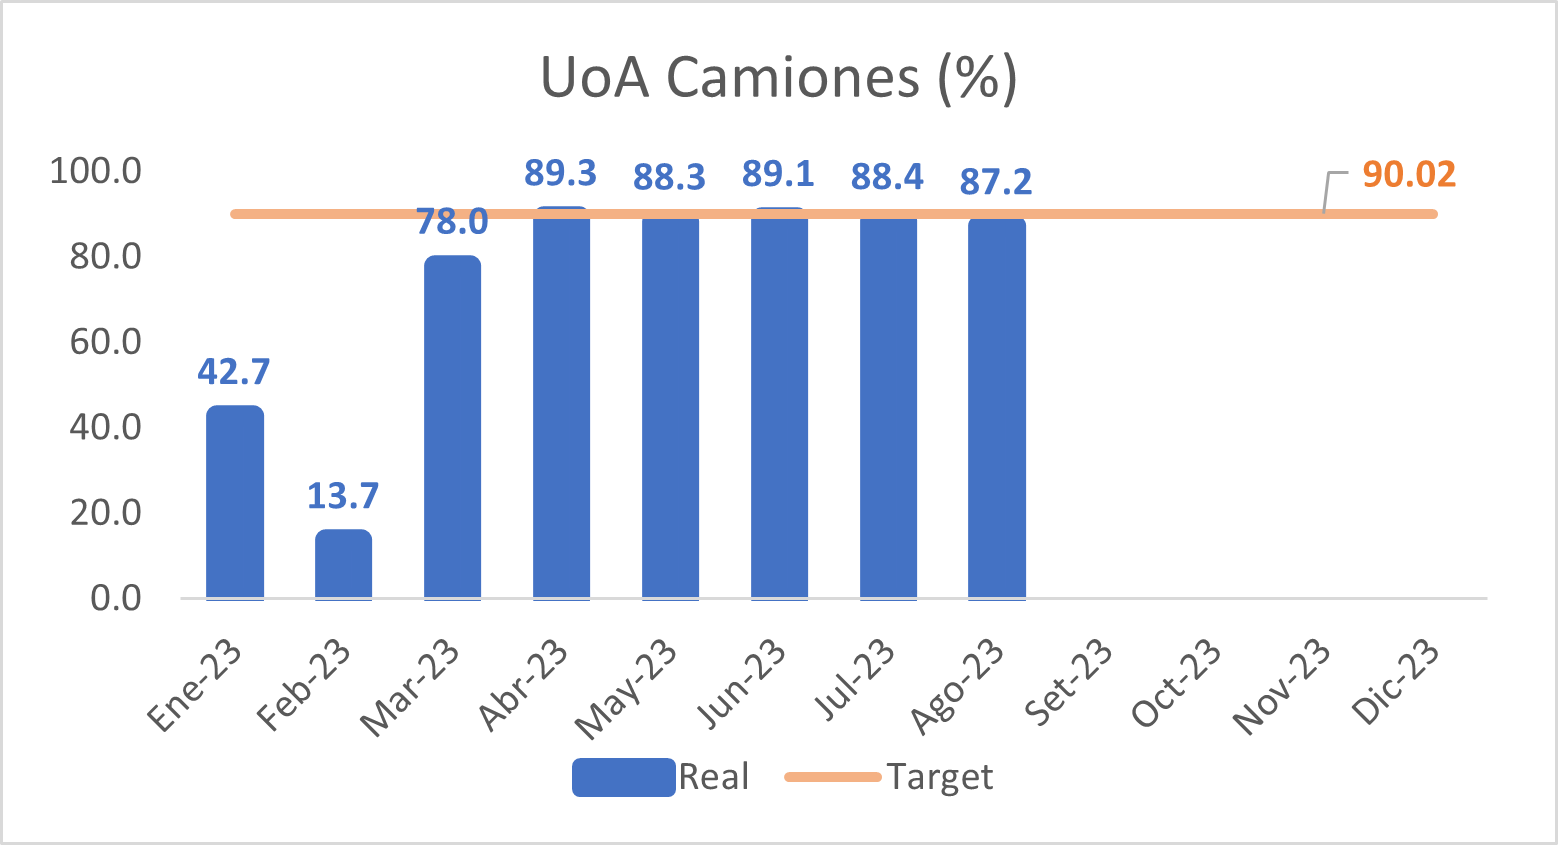 UoA Camiones (%)
100.0
80.0
60.0
40.0
20.0
0.0
42.7
13.7
78.0
89.3
88.3
89.1
88.4
87.2
90.02
Ene-23
Feb-23
Mar-23
Abr-23
May-23
Jun-23
Jul-23
Ago-23
Set-23
Oct-23
Nov-23
Dic-23
Real
Target